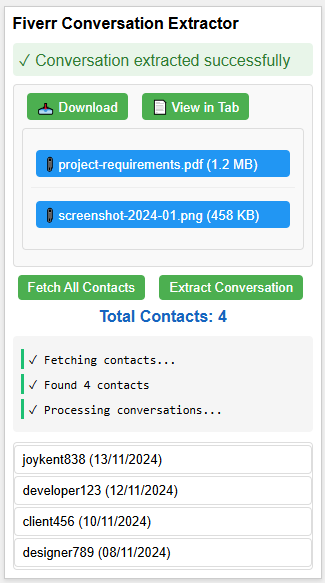 Fiverr Conversation Extractor
✓ Conversation extracted successfully
Download
View in Tab
project-requirements.pdf (1.2 MB)
screenshot-2024-01.png (458 KB)
Fetch All Contacts
Extract Conversation
Total Contacts: 4
✓ Fetching contacts...
✓ Found 4 contacts
✓ Processing conversations...
joykent838 (13/11/2024)
developer123 (12/11/2024)
client456 (10/11/2024)
designer789 (08/11/2024)